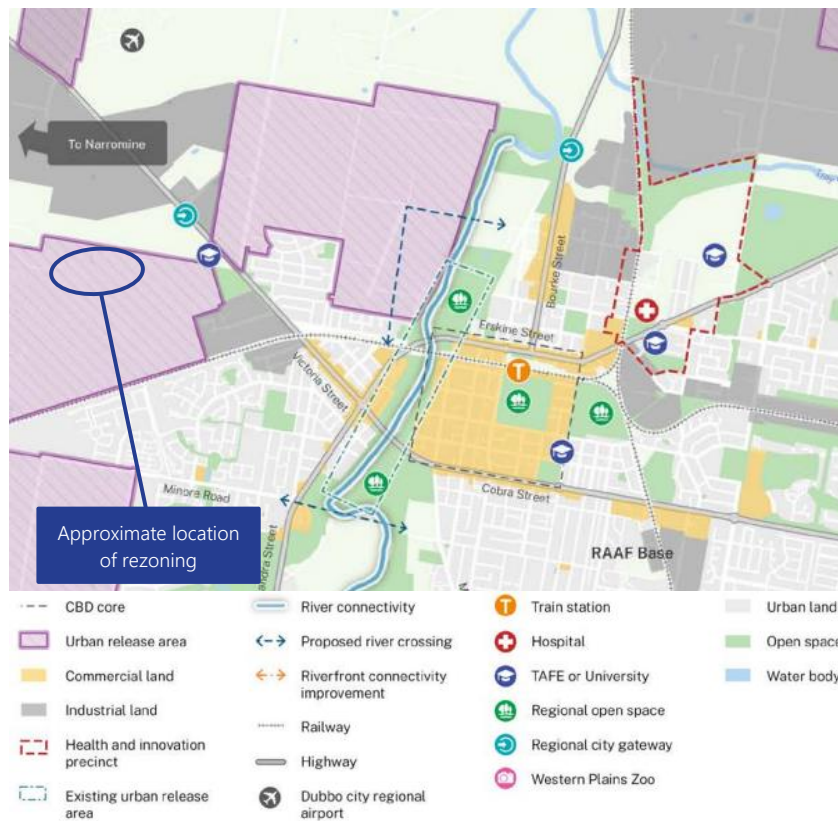 To Narromine
Bourke Street
Erskine Street
Victoria Street
Minora Road
Cobra Street
RAAF Base
Approximate location
of rezoning
T
CBD core
Urban release area
Commercial land
Industrial land
Health and innovation
precinct
Existing urban release
area
River connectivity
Proposed river crossing
Riverfront connectivity
improvement
Railway
Highway
Dubbo city regional
airport
T
Train station
Hospital
TAFE or University
Regional open space
Regional city gateway
Western Plains Zoo
Urban land
Open space
Water body